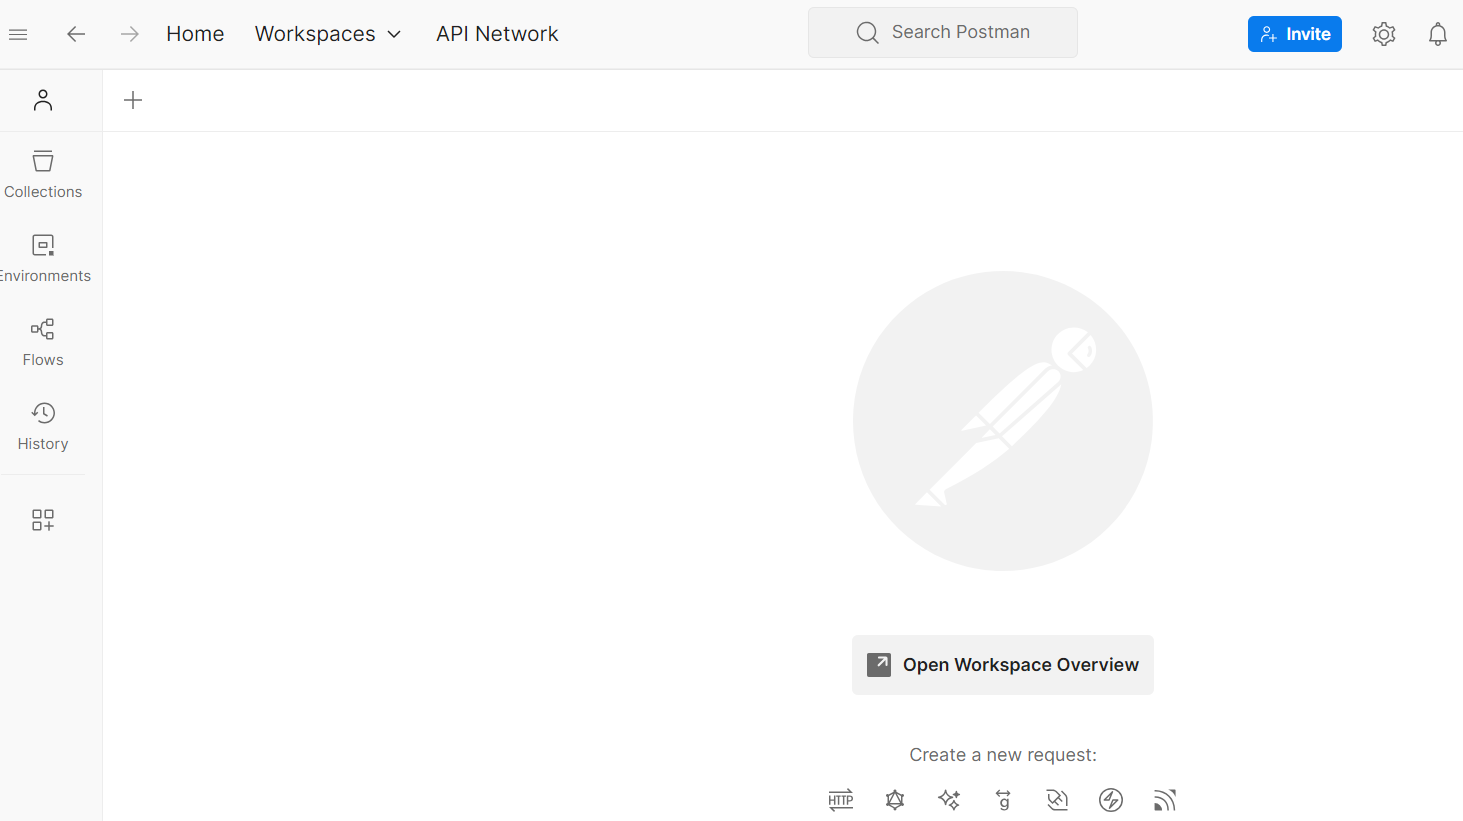 Home Workspaces API Network Search Postman Invite
Collections
Environments
Flows
History
Open Workspace Overview
Create a new request:
HTTP
g